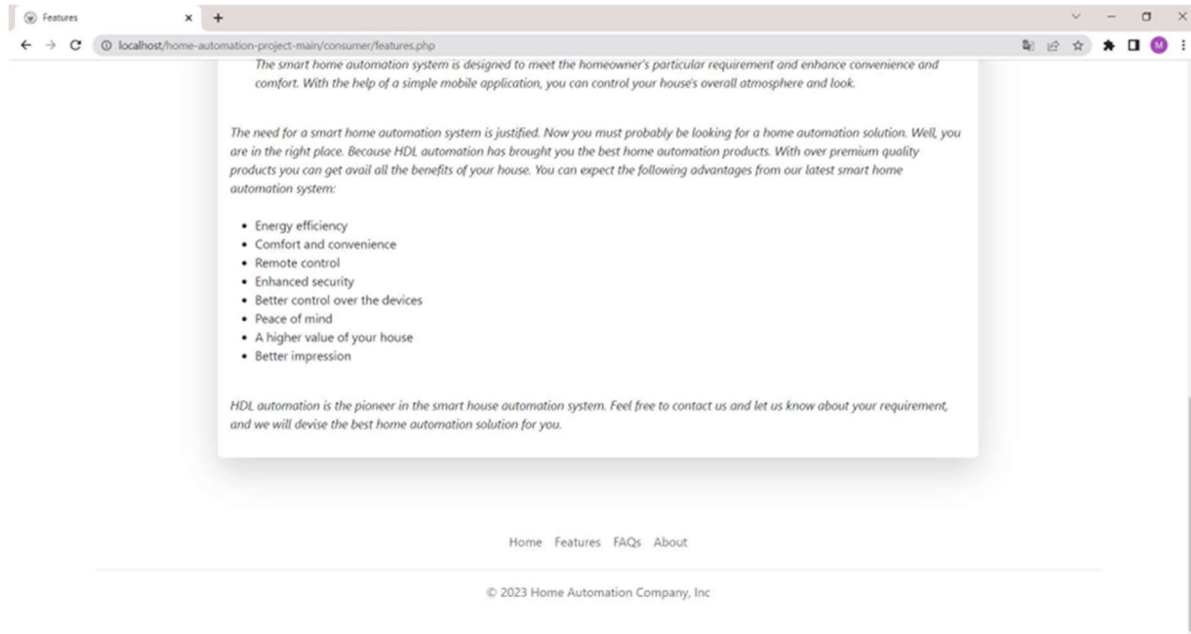 Features
localhost/home-automation-project-main/consumer/features.php
M
The smart home automation system is designed to meet the homeowner's particular requirement and enhance convenience and
comfort. With the help of a simple mobile application, you can control your house's overall atmosphere and look.
The need for a smart home automation system is justified. Now you must probably be looking for a home automation solution. Well, you
are in the right place. Because HDL automation has brought you the best home automation products. With over premium quality
products you can get avail all the benefits of your house. You can expect the following advantages from our latest smart home
automation system:
• Energy efficiency
• Comfort and convenience
• Remote control
• Enhanced security
• Better control over the devices
• Peace of mind
• A higher value of your house
• Better impression
HDL automation is the pioneer in the smart house automation system. Feel free to contact us and let us know about your requirement,
and we will devise the best home automation solution for you.
Home Features FAQs About
© 2023 Home Automation Company, Inc